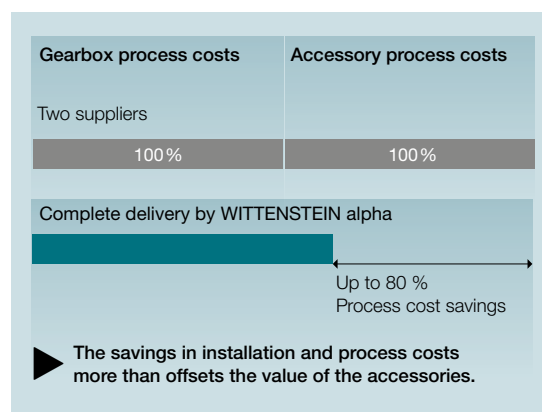 Gearbox process costs
Accessory process costs
Two suppliers
100 %
100 %
Complete delivery by WITTENSTEIN alpha
Up to 80 %
Process cost savings
The savings in installation and process costs
more than offsets the value of the accessories.